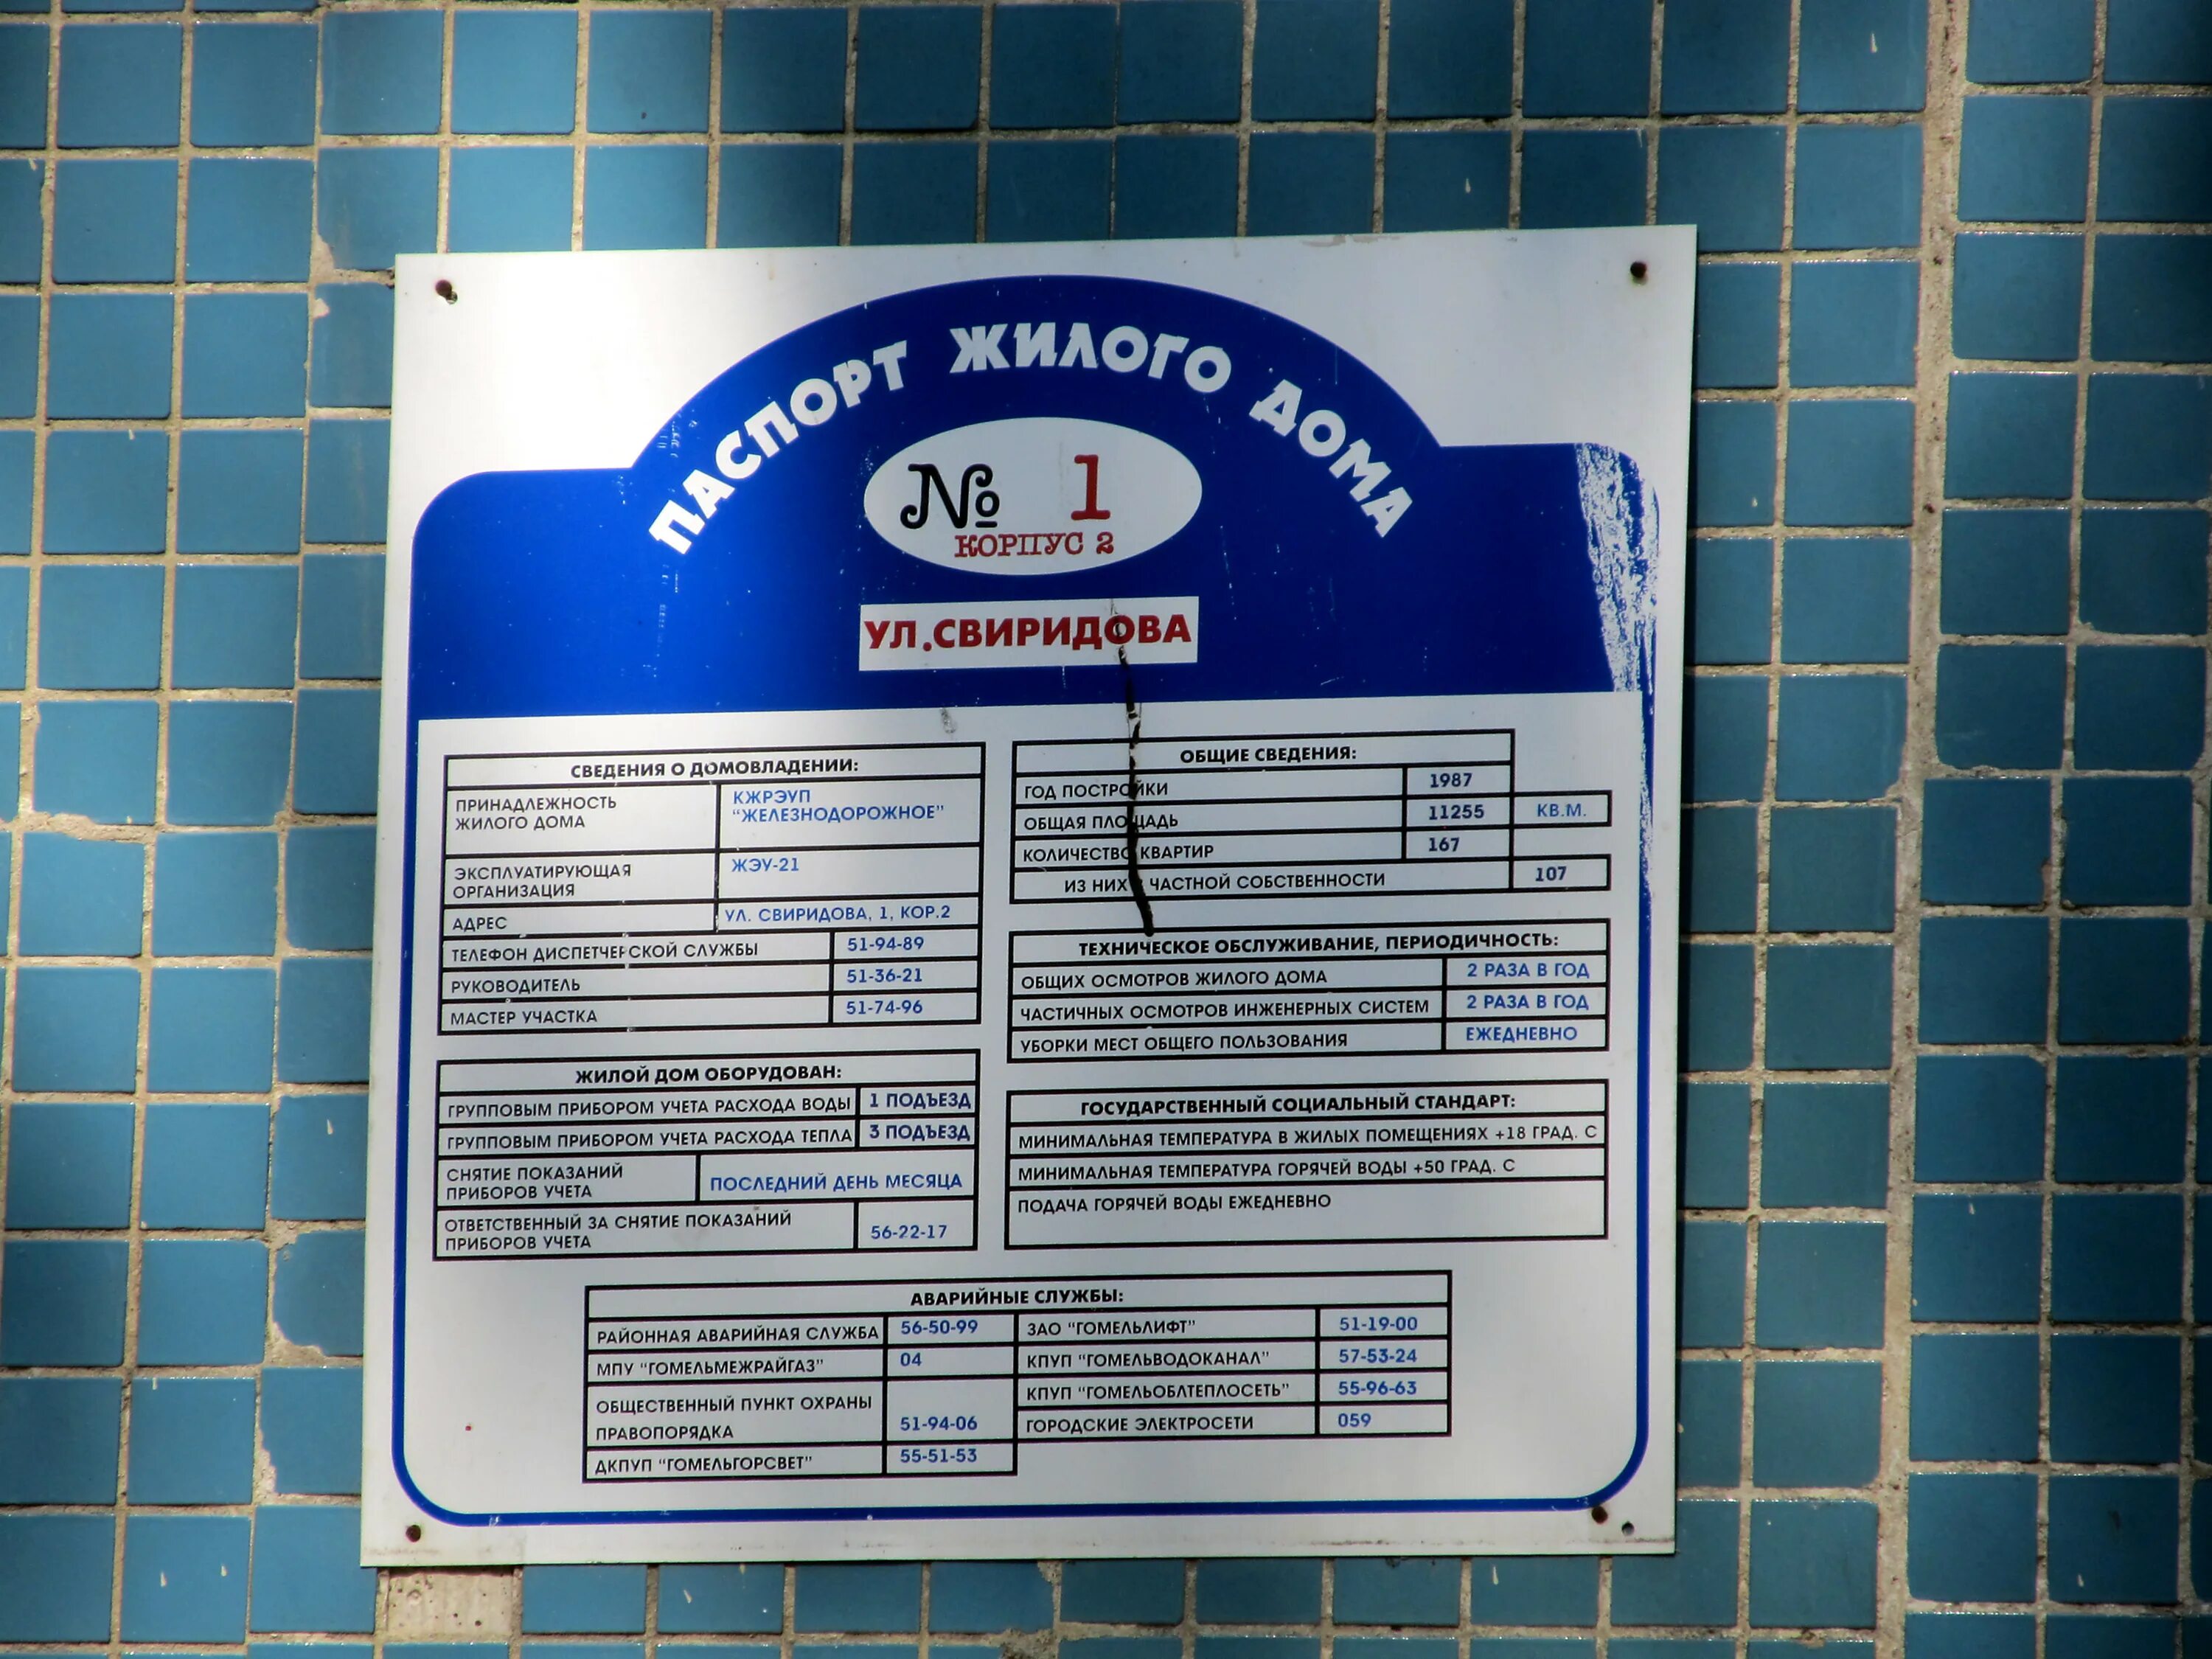 ПАСПОРТ ЖИЛОГО ДОМА
№ 1
КОРПУС 2
УЛ.СВИРИДОВА
СВЕДЕНИЯ О ДОМОВЛАДЕНИИ:
ПРИНАДЛЕЖНОСТЬ
ЖИЛОГО ДОМА
КЖРЭУП
"ЖЕЛЕЗНОДОРОЖНОЕ"
ЭКСПЛУАТИРУЮЩАЯ
ОРГАНИЗАЦИЯ
ЖЭУ-21
АДРЕС УЛ. СВИРИДОВА, 1, КОР.2
ТЕЛЕФОН ДИСПЕТЧЕРСКОЙ СЛУЖБЫ 51-94-89
РУКОВОДИТЕЛЬ 51-36-21
МАСТЕР УЧАСТКА 51-74-96
ЖИЛОЙ ДОМ ОБОРУДОВАН:
ГРУППОВЫМ ПРИБОРОМ УЧЕТА РАСХОДА ВОДЫ 1 ПОДЪЕЗД
ГРУППОВЫМ ПРИБОРОМ УЧЕТА РАСХОДА ТЕПЛА 3 ПОДЪЕЗД
СНЯТИЕ ПОКАЗАНИЙ
ПРИБОРОВ УЧЕТА
ПОСЛЕДНИЙ ДЕНЬ МЕСЯЦА
ОТВЕТСТВЕННЫЙ ЗА СНЯТИЕ ПОКАЗАНИЙ
ПРИБОРОВ УЧЕТА
56-22-17
ОБЩИЕ СВЕДЕНИЯ:
ГОД ПОСТРОЙКИ 1987
ОБЩАЯ ПЛОЩАДЬ 11255 КВ.М.
КОЛИЧЕСТВО КВАРТИР 167
ИЗ НИХ ЧАСТНОЙ СОБСТВЕННОСТИ 107
ТЕХНИЧЕСКОЕ ОБСЛУЖИВАНИЕ, ПЕРИОДИЧНОСТЬ:
ОБЩИХ ОСМОТРОВ ЖИЛОГО ДОМА 2 РАЗА В ГОД
ЧАСТИЧНЫХ ОСМОТРОВ ИНЖЕНЕРНЫХ СИСТЕМ 2 РАЗА В ГОД
УБОРКИ МЕСТ ОБЩЕГО ПОЛЬЗОВАНИЯ ЕЖЕДНЕВНО
ГОСУДАРСТВЕННЫЙ СОЦИАЛЬНЫЙ СТАНДАРТ:
МИНИМАЛЬНАЯ ТЕМПЕРАТУРА В ЖИЛЫХ ПОМЕЩЕНИЯХ +18 ГРАД. С
МИНИМАЛЬНАЯ ТЕМПЕРАТУРА ГОРЯЧЕЙ ВОДЫ +50 ГРАД. С
ПОДАЧА ГОРЯЧЕЙ ВОДЫ ЕЖЕДНЕВНО
АВАРИЙНЫЕ СЛУЖБЫ:
РАЙОННАЯ АВАРИЙНАЯ СЛУЖБА 56-50-99
МПУ "ГОМЕЛЬМЕЖРАЙГАЗ" 04
ОБЩЕСТВЕННЫЙ ПУНКТ ОХРАНЫ
ПРАВОПОРЯДКА 51-94-06
ДКПУП "ГОМЕЛЬГОРСВЕТ" 55-51-53
ЗАО "ГОМЕЛЬЛИФТ" 51-19-00
КПУП "ГОМЕЛЬВОДОКАНАЛ" 57-53-24
КПУП "ГОМЕЛЬОБЛТЕПЛОСЕТЬ" 55-96-63
ГОРОДСКИЕ ЭЛЕКТРОСЕТИ 059